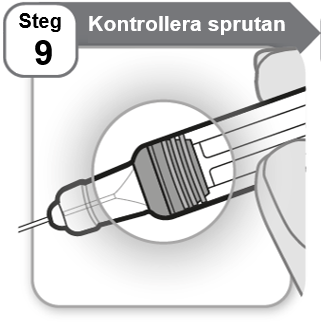 Steg
9
Kontrollera sprutan